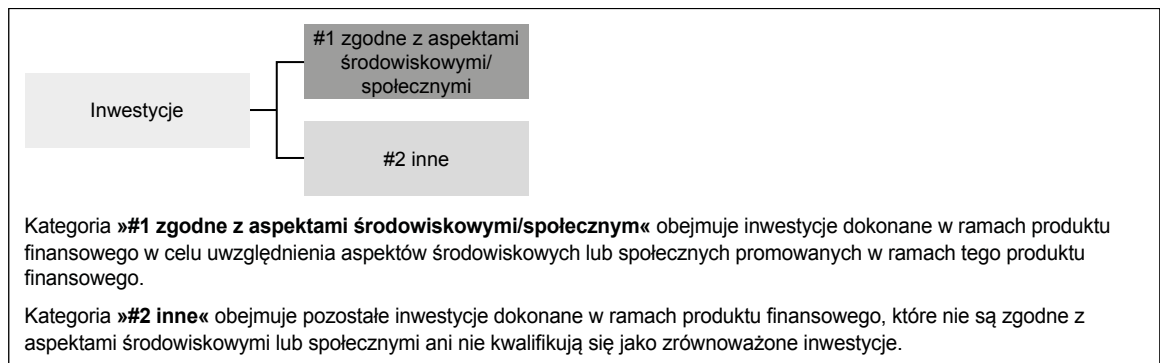 #1 zgodne z aspektami
środowiskowymi/
społecznymi
Inwestycje
#2 inne
Kategoria »#1 zgodne z aspektami środowiskowymi/społecznym« obejmuje inwestycje dokonane w ramach produktu
finansowego w celu uwzględnienia aspektów środowiskowych lub społecznych promowanych w ramach tego produktu
finansowego.
Kategoria »#2 inne« obejmuje pozostałe inwestycje dokonane w ramach produktu finansowego, które nie są zgodne z
aspektami środowiskowymi lub społecznymi ani nie kwalifikują się jako zrównoważone inwestycje.